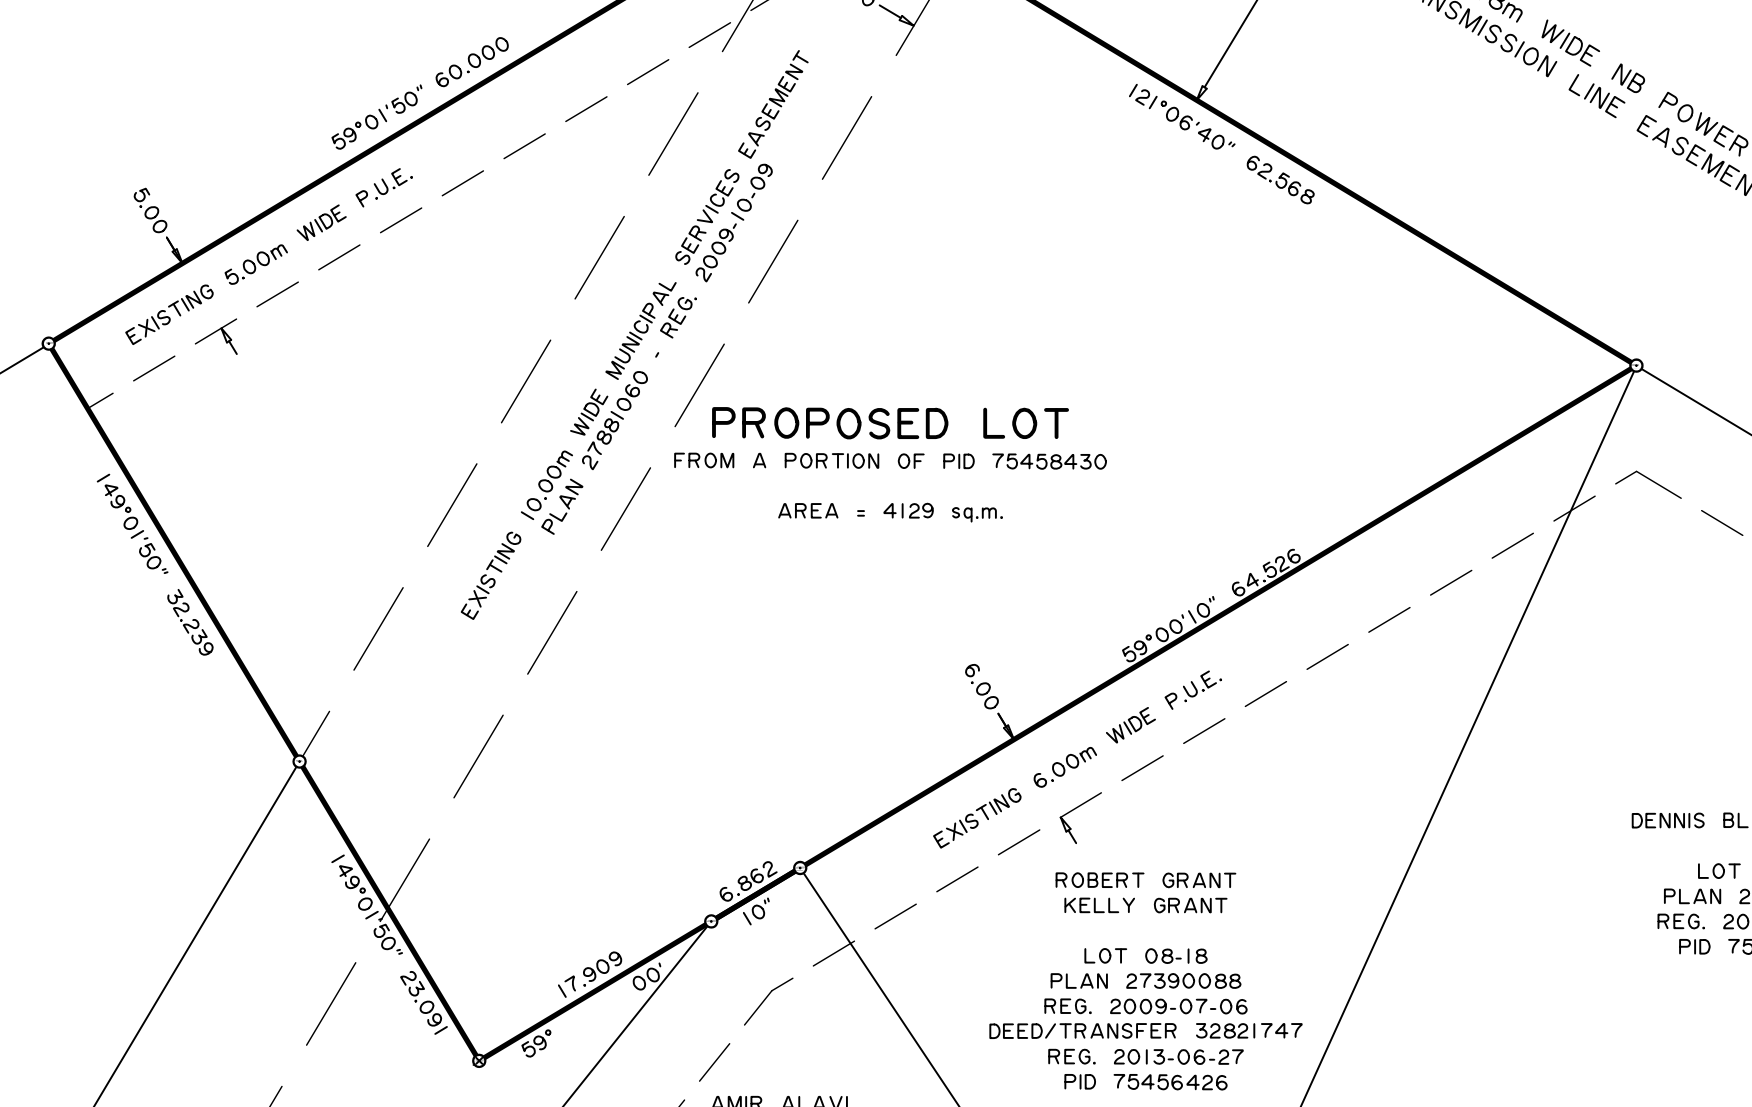 8m WIDE NB POWER
59°01'50" 60.000
121°06'40" 62.568
5.00
EXISTING 5.00m WIDE P.U.E.
EXISTING 10.00m WIDE MUNICIPAL SERVICES EASEMENT
PLAN 27881060 - REG. 2009-10-09
PROPOSED LOT
FROM A PORTION OF PID 75458430
AREA = 4129 sq.m.
149°01'50" 32.239
59°00'10" 64.526
6.00
EXISTING 6.00m WIDE P.U.E.
149°01'50" 23.091
6.862
17.909
59° 00' 10"
ROBERT GRANT
KELLY GRANT
LOT 08-18
PLAN 27390088
REG. 2009-07-06
DEED/TRANSFER 32821747
REG. 2013-06-27
PID 75456426
DENNIS BL
LOT
PLAN 2
REG. 20
PID 75
AMIR ALAVI
NSMISSION LINE EASEMEN